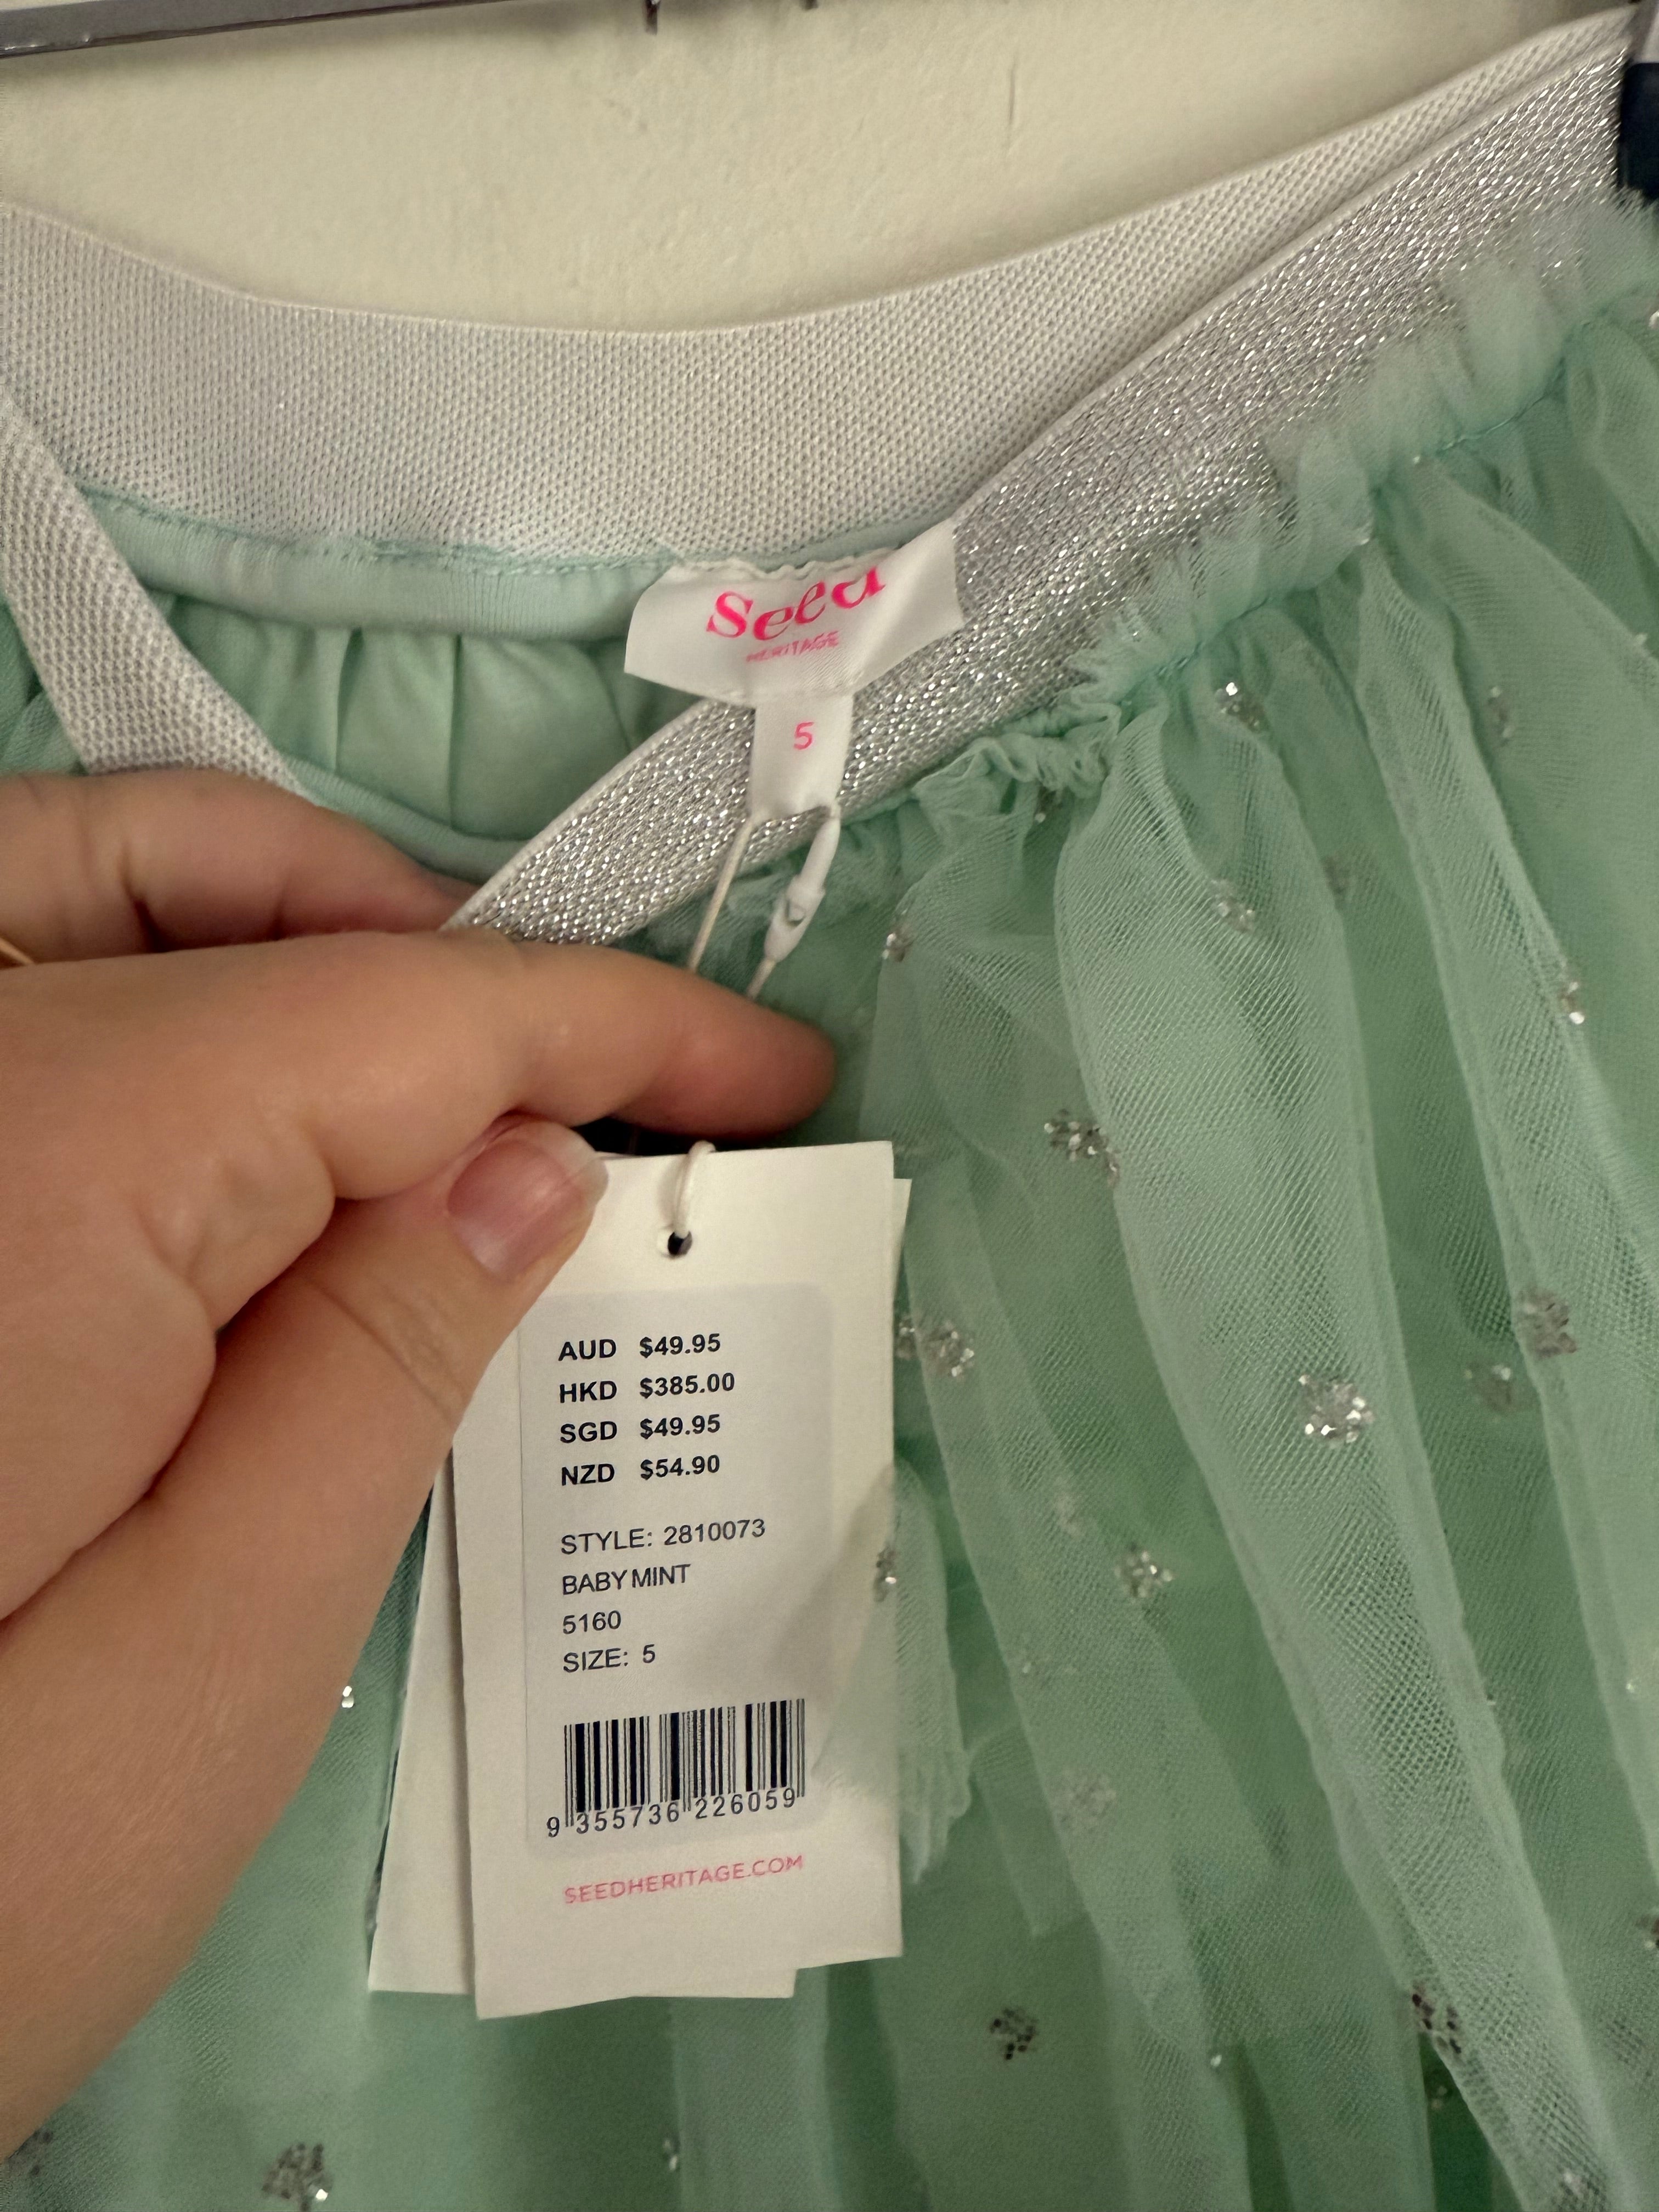 Seed
HERITAGE
5
AUD $49.95
HKD $385.00
SGD $49.95
NZD $54.90
STYLE: 2810073
BABY MINT
5160
SIZE: 5
9 355736 226059
SEEDHERITAGE.COM